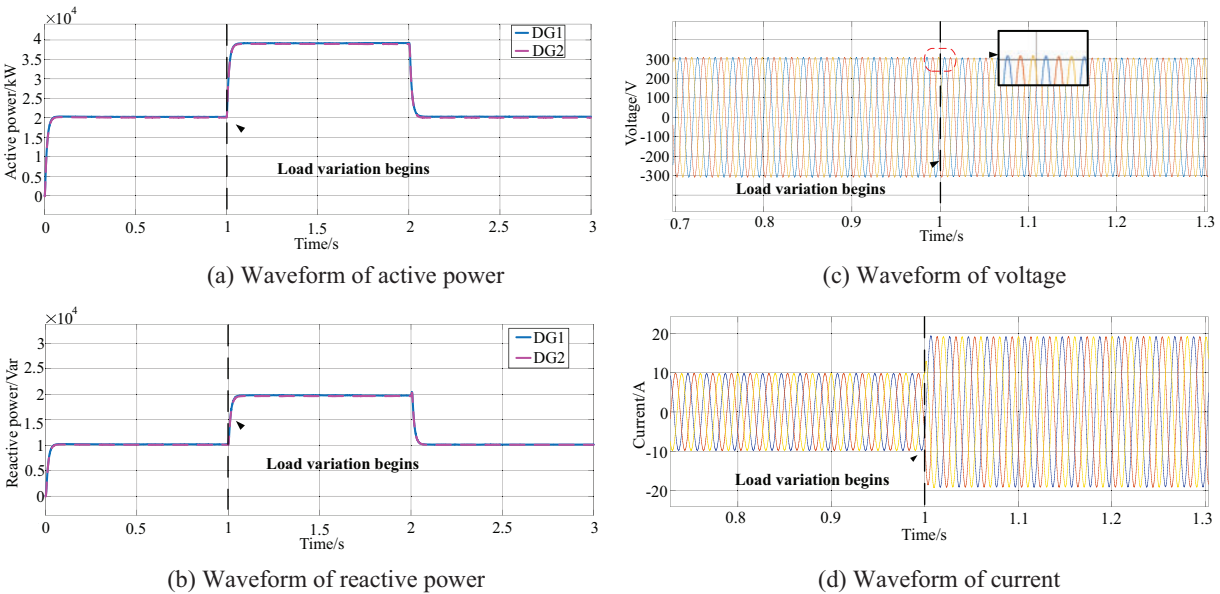 ×10⁴
Active power/kW
4
3.5
3
2.5
2
1.5
1
0.5
0
DG1
DG2
Load variation begins
0 0.5 1 1.5 2 2.5 3
Time/s
(a) Waveform of active power
×10⁴
Reactive power/Var
3
2.5
2
1.5
1
0.5
0
DG1
DG2
Load variation begins
0 0.5 1 1.5 2 2.5 3
Time/s
(b) Waveform of reactive power
Voltage/V
300
200
100
0
-100
-200
-300
Load variation begins
0.7 0.8 0.9 1 1.1 1.2 1.3
Time/s
(c) Waveform of voltage
Current/A
20
10
0
-10
-20
Load variation begins
0.8 0.9 1 1.1 1.2 1.3
Time/s
(d) Waveform of current